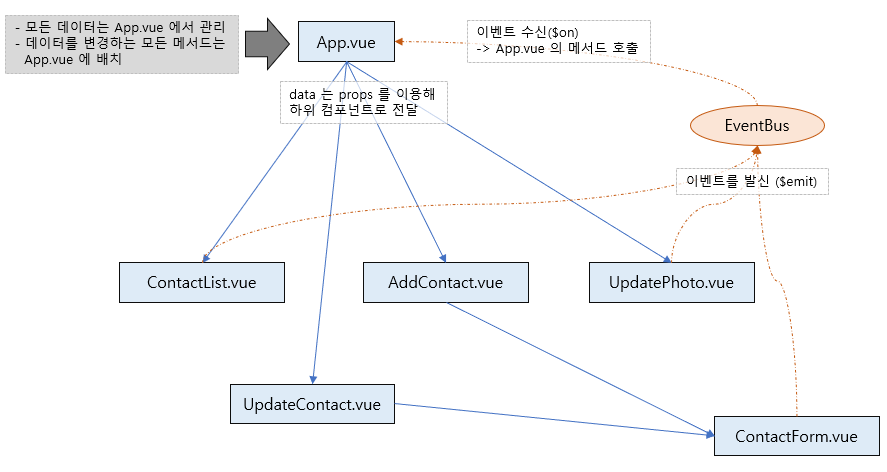 - 모든 데이터는 App.vue 에서 관리
- 데이터를 변경하는 모든 메서드는
App.vue 에 배치
App.vue
이벤트 수신($on)
-> App.vue 의 메서드 호출
data 는 props 를 이용해
하위 컴포넌트로 전달
EventBus
이벤트를 발신 ($emit)
ContactList.vue
AddContact.vue
UpdatePhoto.vue
UpdateContact.vue
ContactForm.vue